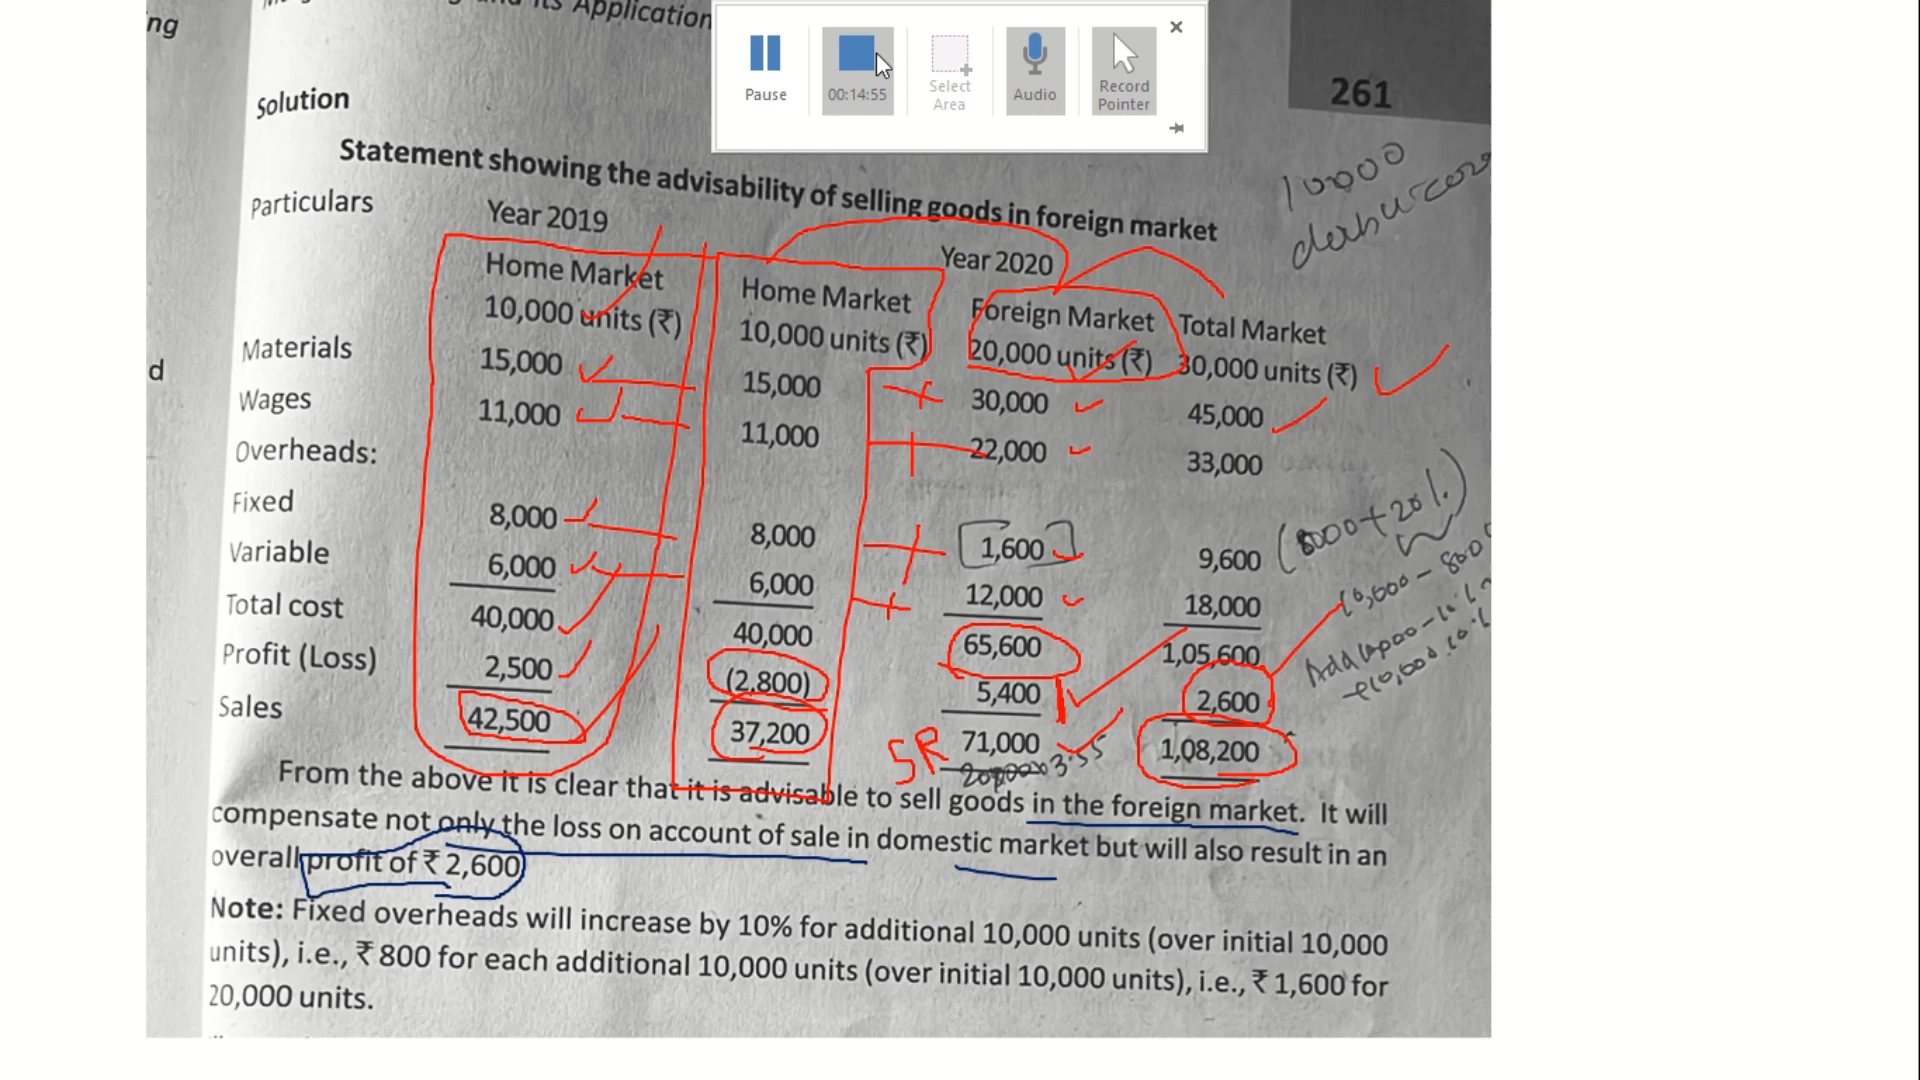 ng
its Application
Pause
00:14:55
Select
Area
Audio
Record
Pointer
261
Solution
Statement showing the advisability of selling goods in foreign market
10000
Particulars Year 2019 Year 2020
Home Market Home Market Foreign Market Total Market
10,000 units (₹) 10,000 units (₹) 20,000 units (₹) 30,000 units (₹)
d
Materials 15,000 15,000 30,000 45,000
Wages 11,000 11,000 22,000 33,000
Overheads:
Fixed 8,000 8,000 1,600 9,600 (8000+20%)
Variable 6,000 6,000 12,000 18,000
Total cost 40,000 40,000 65,600 1,05,600
Profit (Loss) 2,500 (2,800) 5,400 2,600
Sales 42,500 37,200 SR 71,000 1,08,200
3.55
From the above it is clear that it is advisable to sell goods in the foreign market. It will
compensate not only the loss on account of sale in domestic market but will also result in an
overall profit of ₹ 2,600
Note: Fixed overheads will increase by 10% for additional 10,000 units (over initial 10,000
units), i.e., ₹ 800 for each additional 10,000 units (over initial 10,000 units), i.e., ₹ 1,600 for
20,000 units.